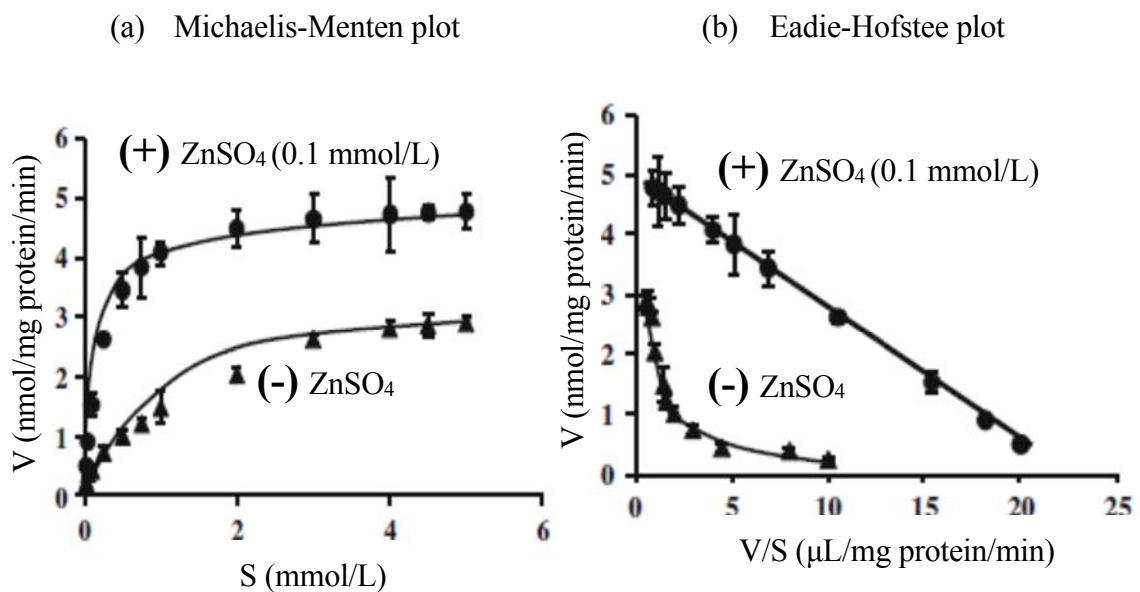 (a) Michaelis-Menten plot
(b) Eadie-Hofstee plot
6
5
4
3
2
1
0
V (nmol/mg protein/min)
(+) ZnSO₄ (0.1 mmol/L)
(-) ZnSO₄
0 2 4 6
S (mmol/L)
6
5
4
3
2
1
0
V (nmol/mg protein/min)
(+) ZnSO₄ (0.1 mmol/L)
(-) ZnSO₄
0 5 10 15 20 25
V/S (μL/mg protein/min)